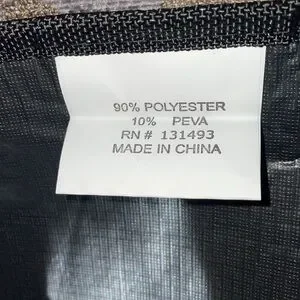 90% POLYESTER
10% PEVA
RN # 131493
MADE IN CHINA